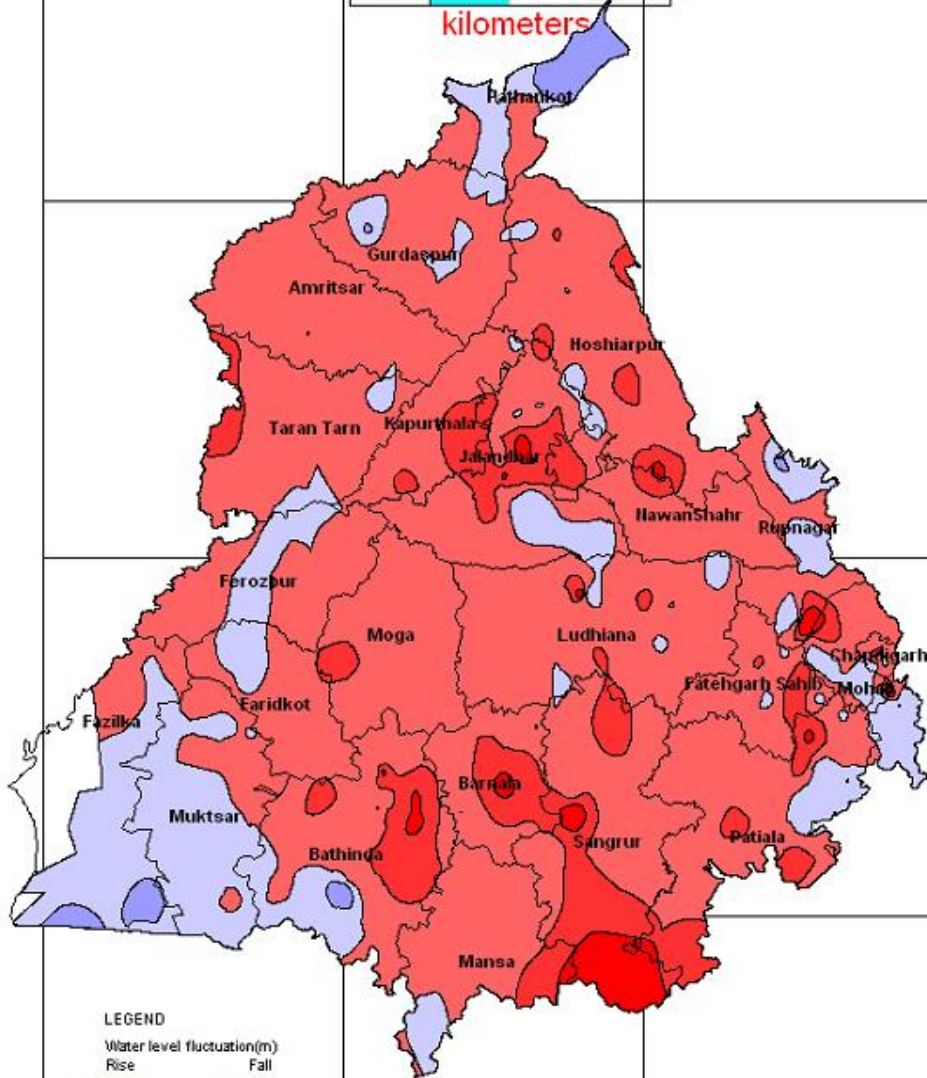 kilometers
Pathankot
Gurdaspur
Amritsar
Hoshiarpur
Taran Tarn
Kapurthala
Jalandhar
NawanShahr
Rupnagar
Ferozpur
Moga
Ludhiana
Chandigarh
Fatehgarh Sahib
Mohali
Faridkot
Fazilka
Barnala
Muktsar
Patiala
Sangrur
Bathinda
Mansa
LEGEND
Water level fluctuation(m)
Rise Fall